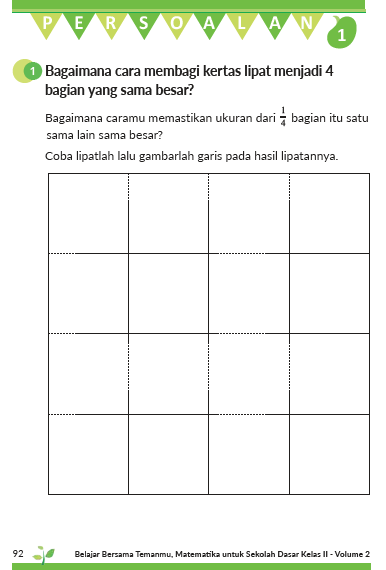 PERSOALAN 1
1 Bagaimana cara membagi kertas lipat menjadi 4
bagian yang sama besar?
Bagaimana caramu memastikan ukuran dari 1/4 bagian itu satu
sama lain sama besar?
Coba lipatlah lalu gambarlah garis pada hasil lipatannya.
92 Belajar Bersama Temanmu, Matematika untuk Sekolah Dasar Kelas II - Volume 2